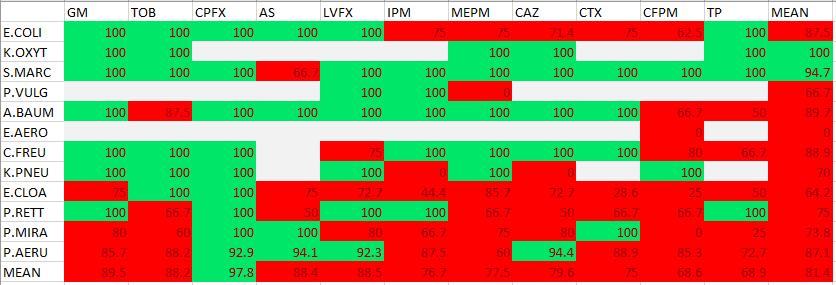 GM TOB CPFX AS LVFX IPM MEPM CAZ CTX CFPM TP MEAN
E.COLI 100 100 100 100 100 75 75 71.4 75 62.5 100 87.5
K.OXYT 100 100 100 100 100 100
S.MARC 100 100 100 66.7 100 100 100 100 100 100 100 94.7
P.VULG 100 100 0 66.7
A.BAUM 100 87.5 100 100 100 100 100 100 100 66.7 50 89.7
E.AERO 0 0
C.FREU 100 100 100 75 100 100 100 100 80 66.7 88.9
K.PNEU 100 100 100 100 0 100 0 100 70
E.CLOA 75 100 100 75 72.7 44.4 85.7 72.7 28.6 25 50 64.2
P.RETT 100 66.7 100 50 100 100 66.7 50 66.7 66.7 100 75
P.MIRA 80 60 100 100 80 66.7 75 80 100 0 25 73.8
P.AERU 85.7 88.2 92.9 94.1 92.3 87.5 60 94.4 88.9 85.3 72.7 87.1
MEAN 89.5 88.2 97.8 88.4 88.5 76.7 77.5 79.6 75 68.6 68.9 81.4